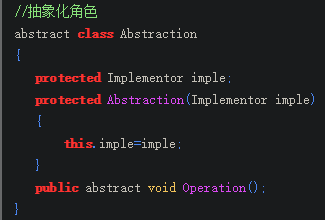 //抽象化角色
abstract class Abstraction
{
protected Implementor imple;
protected Abstraction(Implementor imple)
{
this.imple=imple;
}
public abstract void Operation();
}